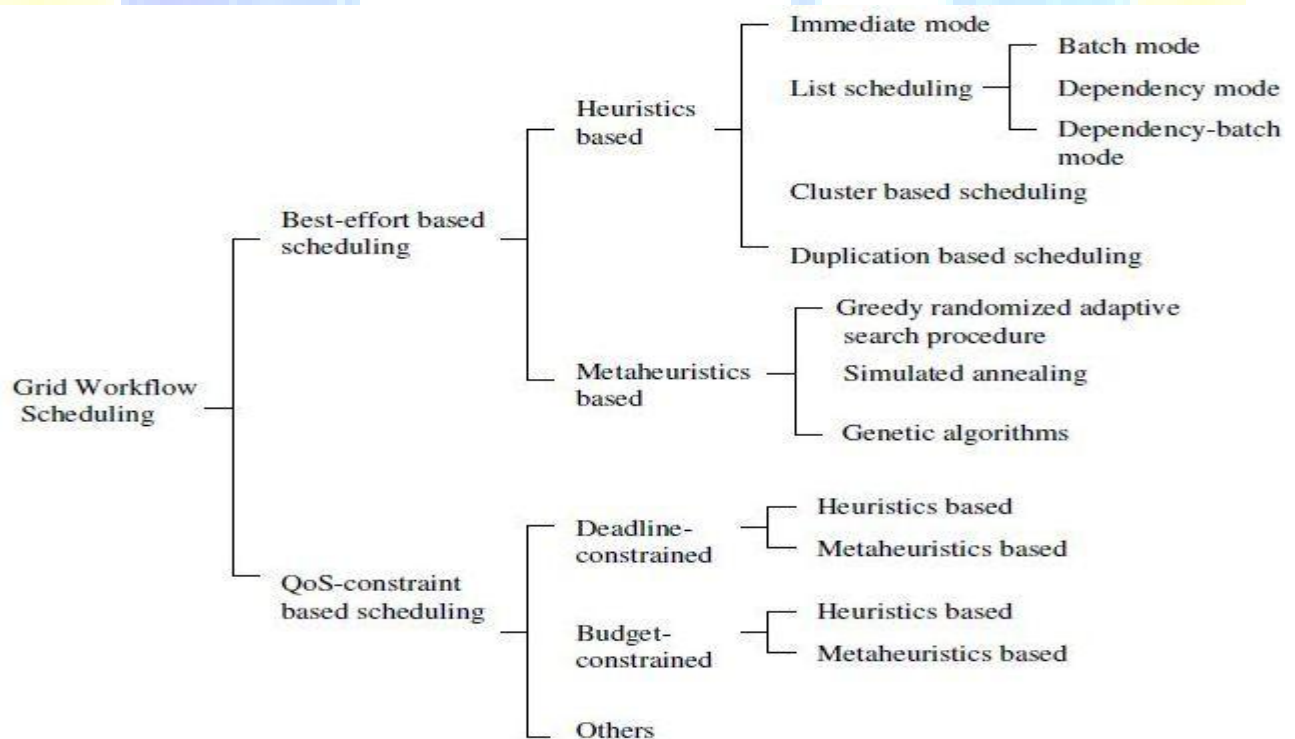 Immediate mode
List scheduling
Batch mode
Dependency mode
Dependency-batch
mode
Heuristics
based
Cluster based scheduling
Duplication based scheduling
Best-effort based
scheduling
Greedy randomized adaptive
search procedure
Metaheuristics
based
Simulated annealing
Genetic algorithms
Grid Workflow
Scheduling
Deadline-
constrained
Heuristics based
Metaheuristics based
QoS-constraint
based scheduling
Budget-
constrained
Heuristics based
Metaheuristics based
Others